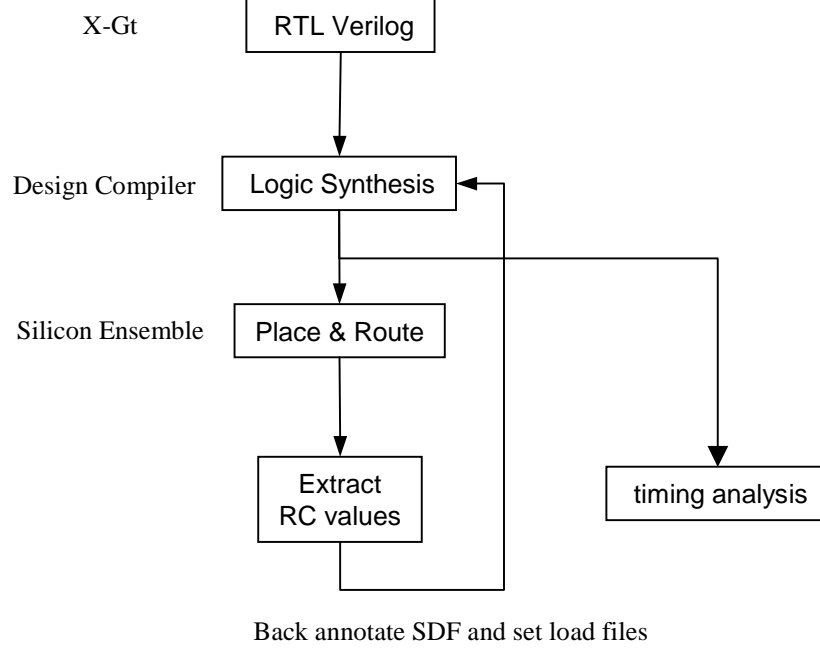 X-Gt
RTL Verilog
Design Compiler
Logic Synthesis
Silicon Ensemble
Place & Route
Extract
RC values
timing analysis
Back annotate SDF and set load files